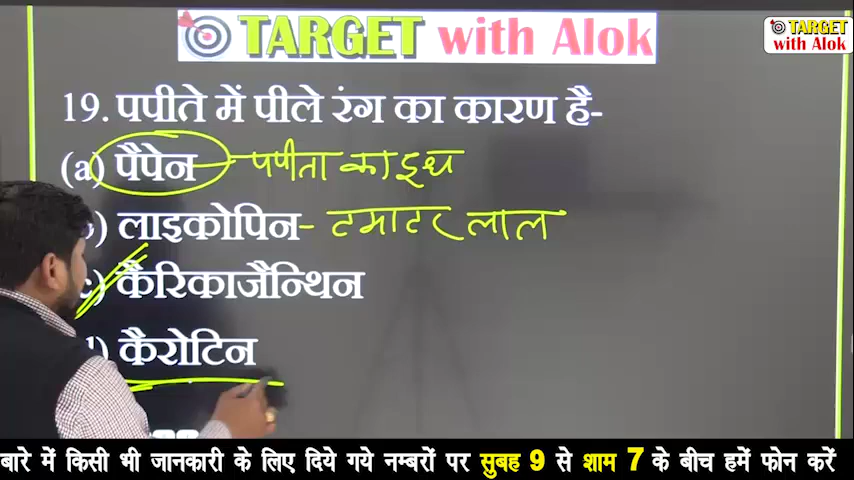 TARGET with Alok
TARGET
with Alok
19. पपीते में पीले रंग का कारण है-
(a) पैपेन - पपीता का दूध
) लाइकोपिन - टमाटर लाल
c) कैरिकाजैन्थिन
) कैरोटिन
बारे में किसी भी जानकारी के लिए दिये गये नम्बरों पर सुबह 9 से शाम 7 के बीच हमें फोन करें